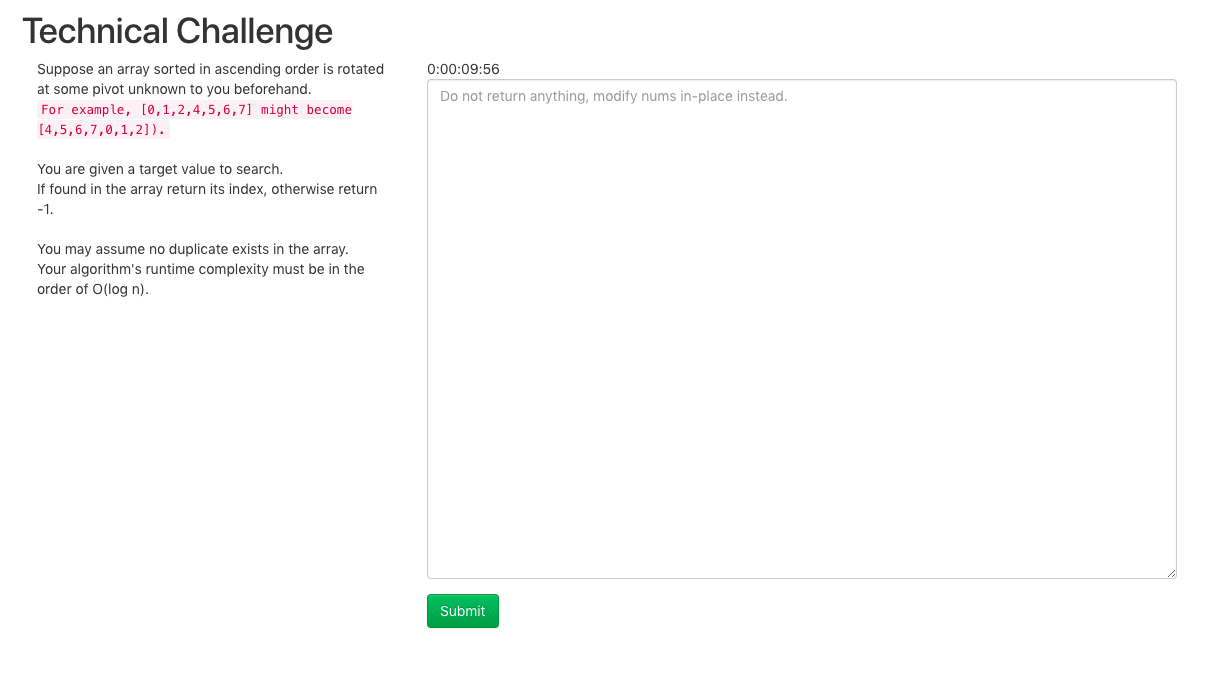 Technical Challenge
Suppose an array sorted in ascending order is rotated
at some pivot unknown to you beforehand.
For example, [0,1,2,4,5,6,7] might become
[4,5,6,7,0,1,2]).
You are given a target value to search.
If found in the array return its index, otherwise return
-1.
You may assume no duplicate exists in the array.
Your algorithm's runtime complexity must be in the
order of O(log n).
0:00:09:56
Do not return anything, modify nums in-place instead.
Submit